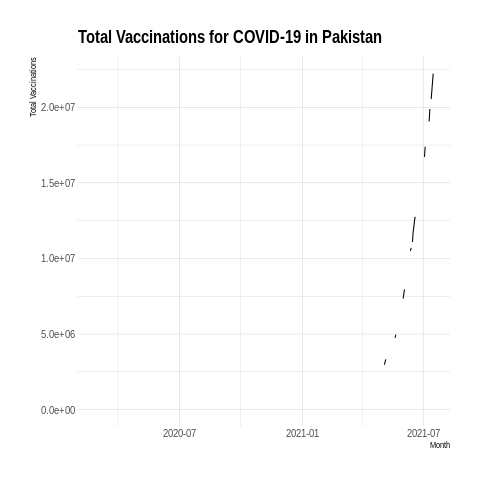 Total Vaccinations for COVID-19 in Pakistan
Total Vaccinations
2.0e+07
1.5e+07
1.0e+07
5.0e+06
0.0e+00
2020-07 2021-01 2021-07
Month